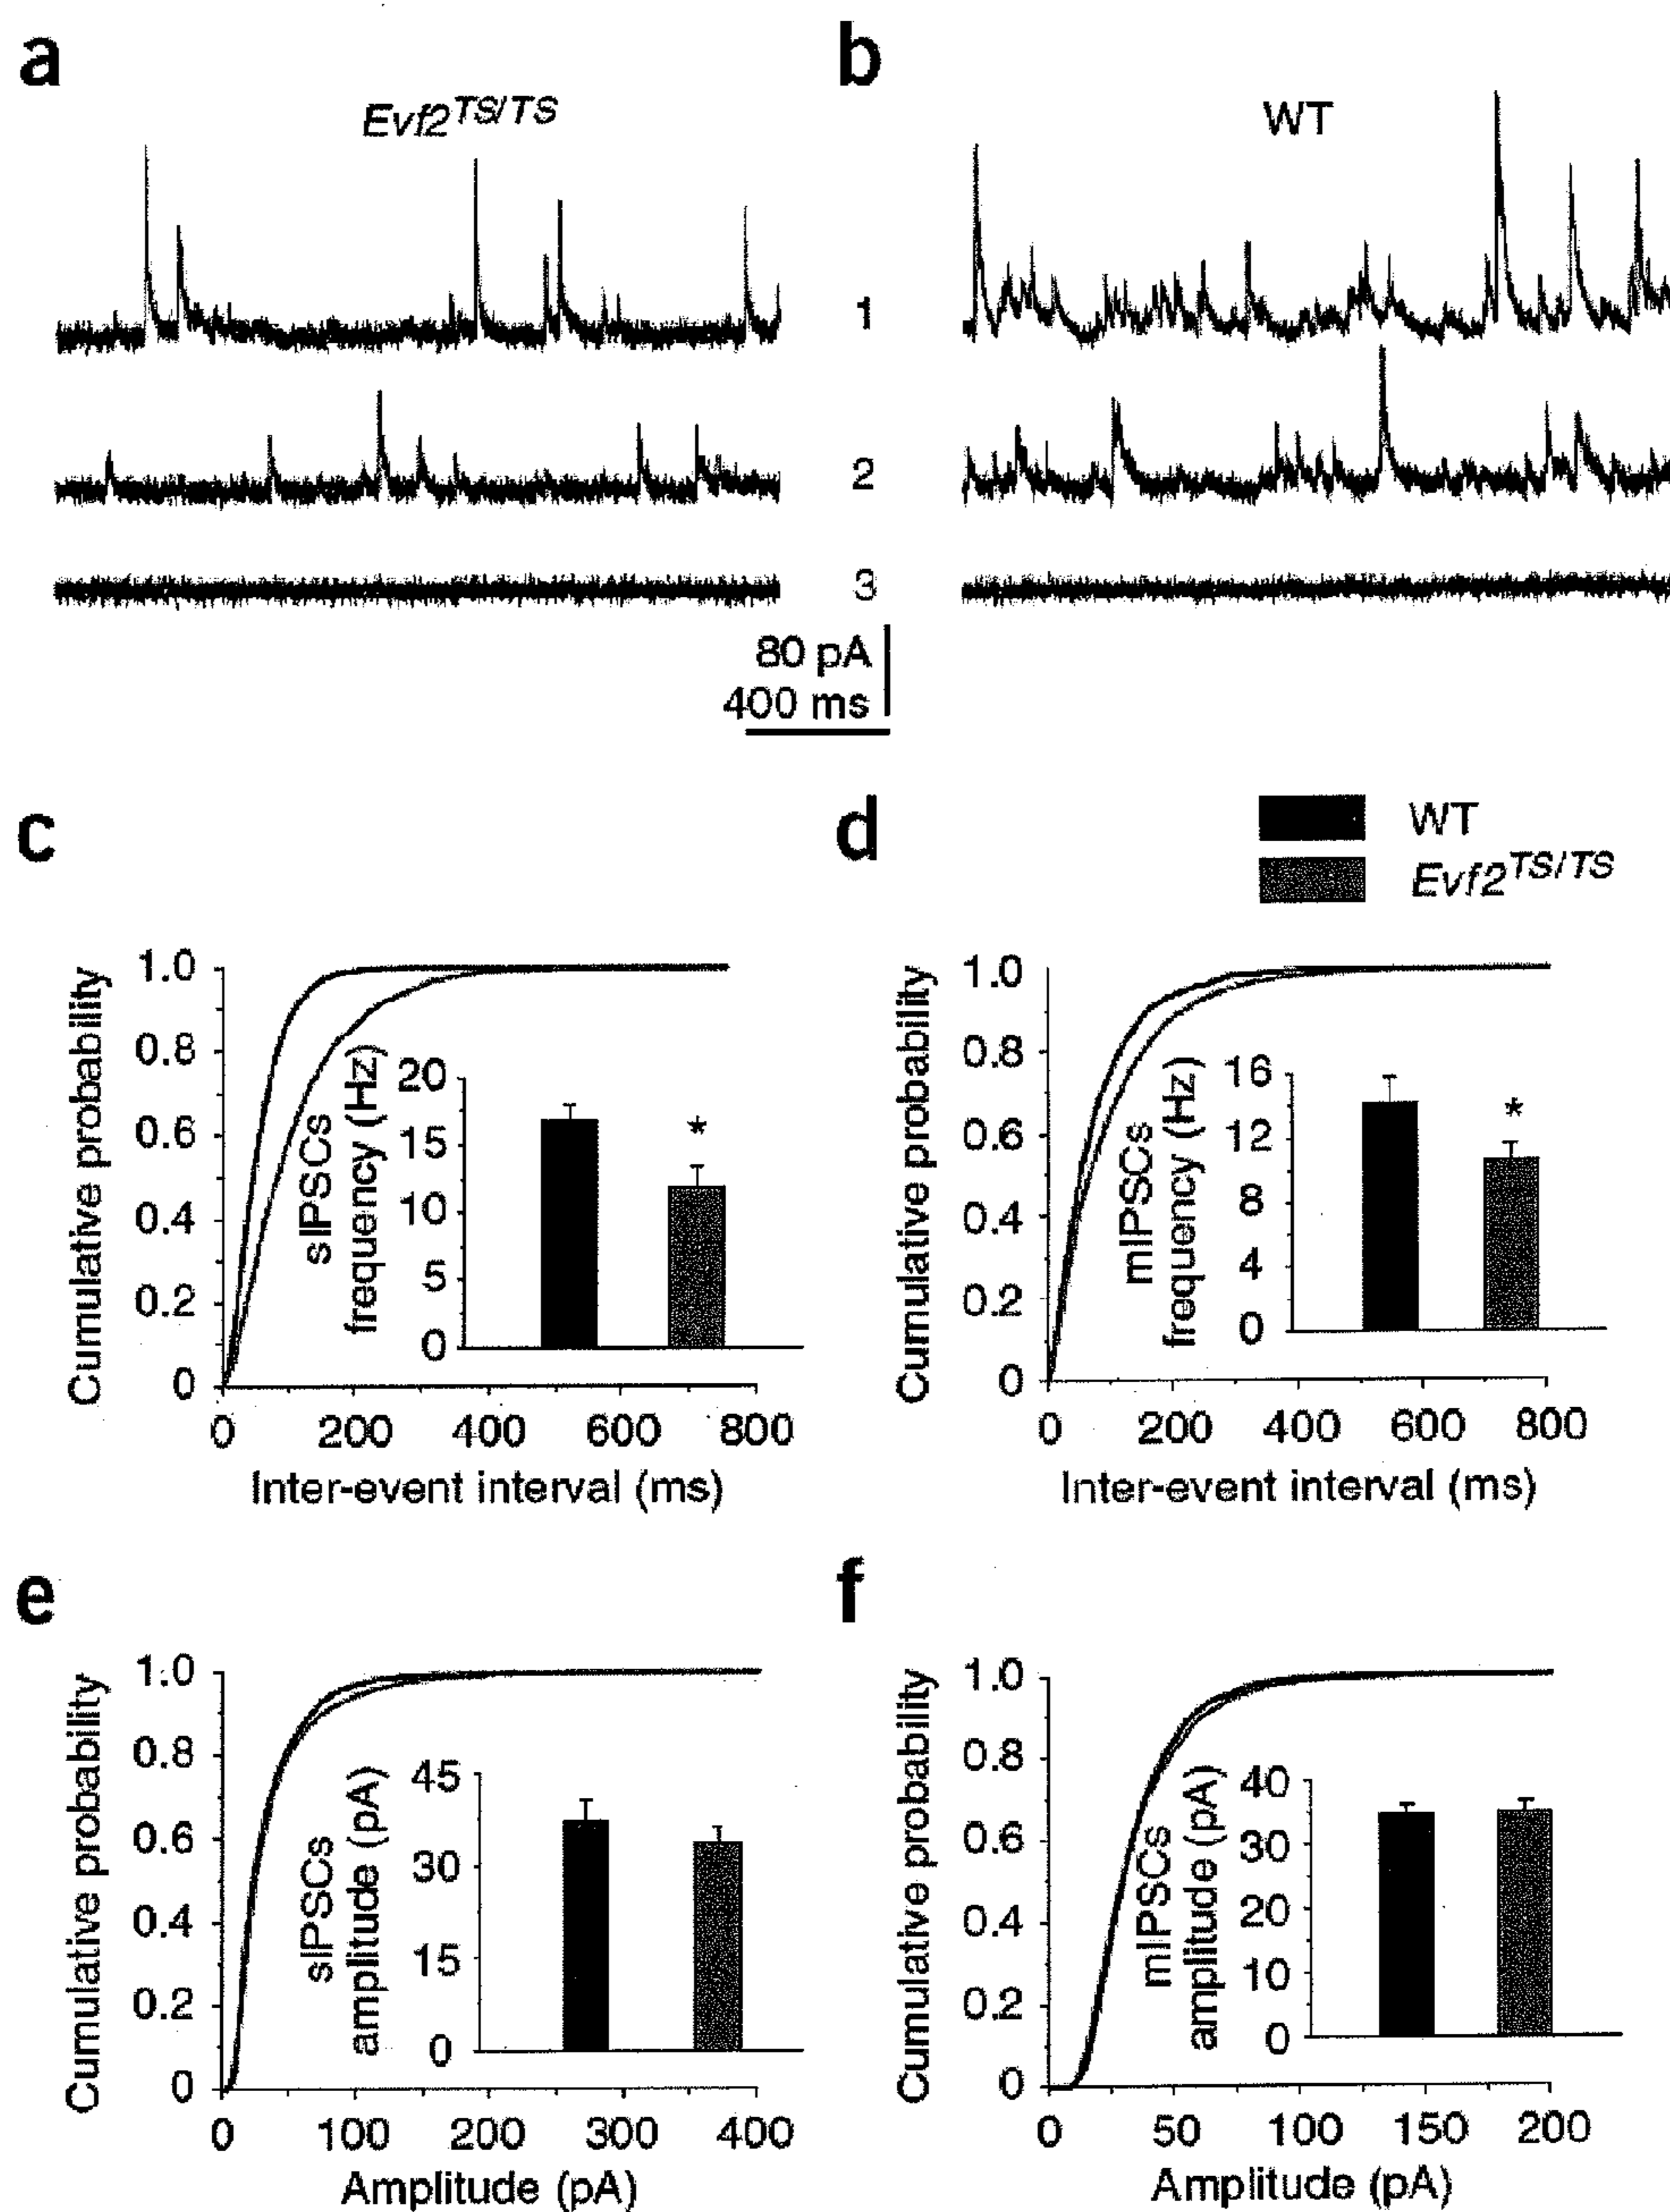 a
b
Evf2TS/TS
WT
1
2
3
80 pA
400 ms
c
d
WT
Evf2TS/TS
Cumulative probability
1.0
0.8
0.6
0.4
0.2
0
sIPSCs
frequency (Hz)
20
15
10
5
0
*
0 200 400 600 800
Inter-event interval (ms)
Cumulative probability
1.0
0.8
0.6
0.4
0.2
0
mIPSCs
frequency (Hz)
16
12
8
4
0
*
0 200 400 600 800
Inter-event interval (ms)
e
f
Cumulative probability
1.0
0.8
0.6
0.4
0.2
0
sIPSCs
amplitude (pA)
45
30
15
0
0 100 200 300 400
Amplitude (pA)
Cumulative probability
1.0
0.8
0.6
0.4
0.2
0
mIPSCs
amplitude (pA)
40
30
20
10
0
0 50 100 150 200
Amplitude (pA)